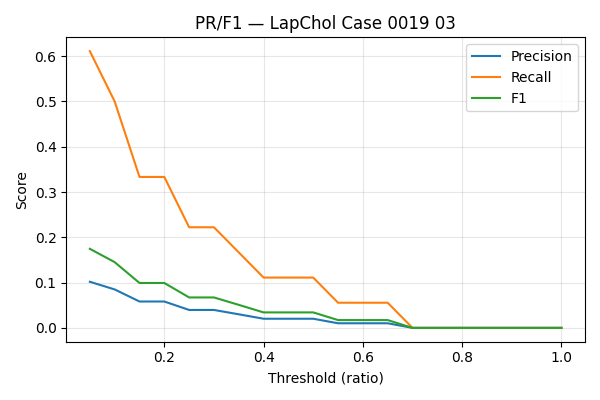 PR/F1 — LapChol Case 0019 03
Score
0.6
0.5
0.4
0.3
0.2
0.1
0.0
Precision
Recall
F1
0.2 0.4 0.6 0.8 1.0
Threshold (ratio)